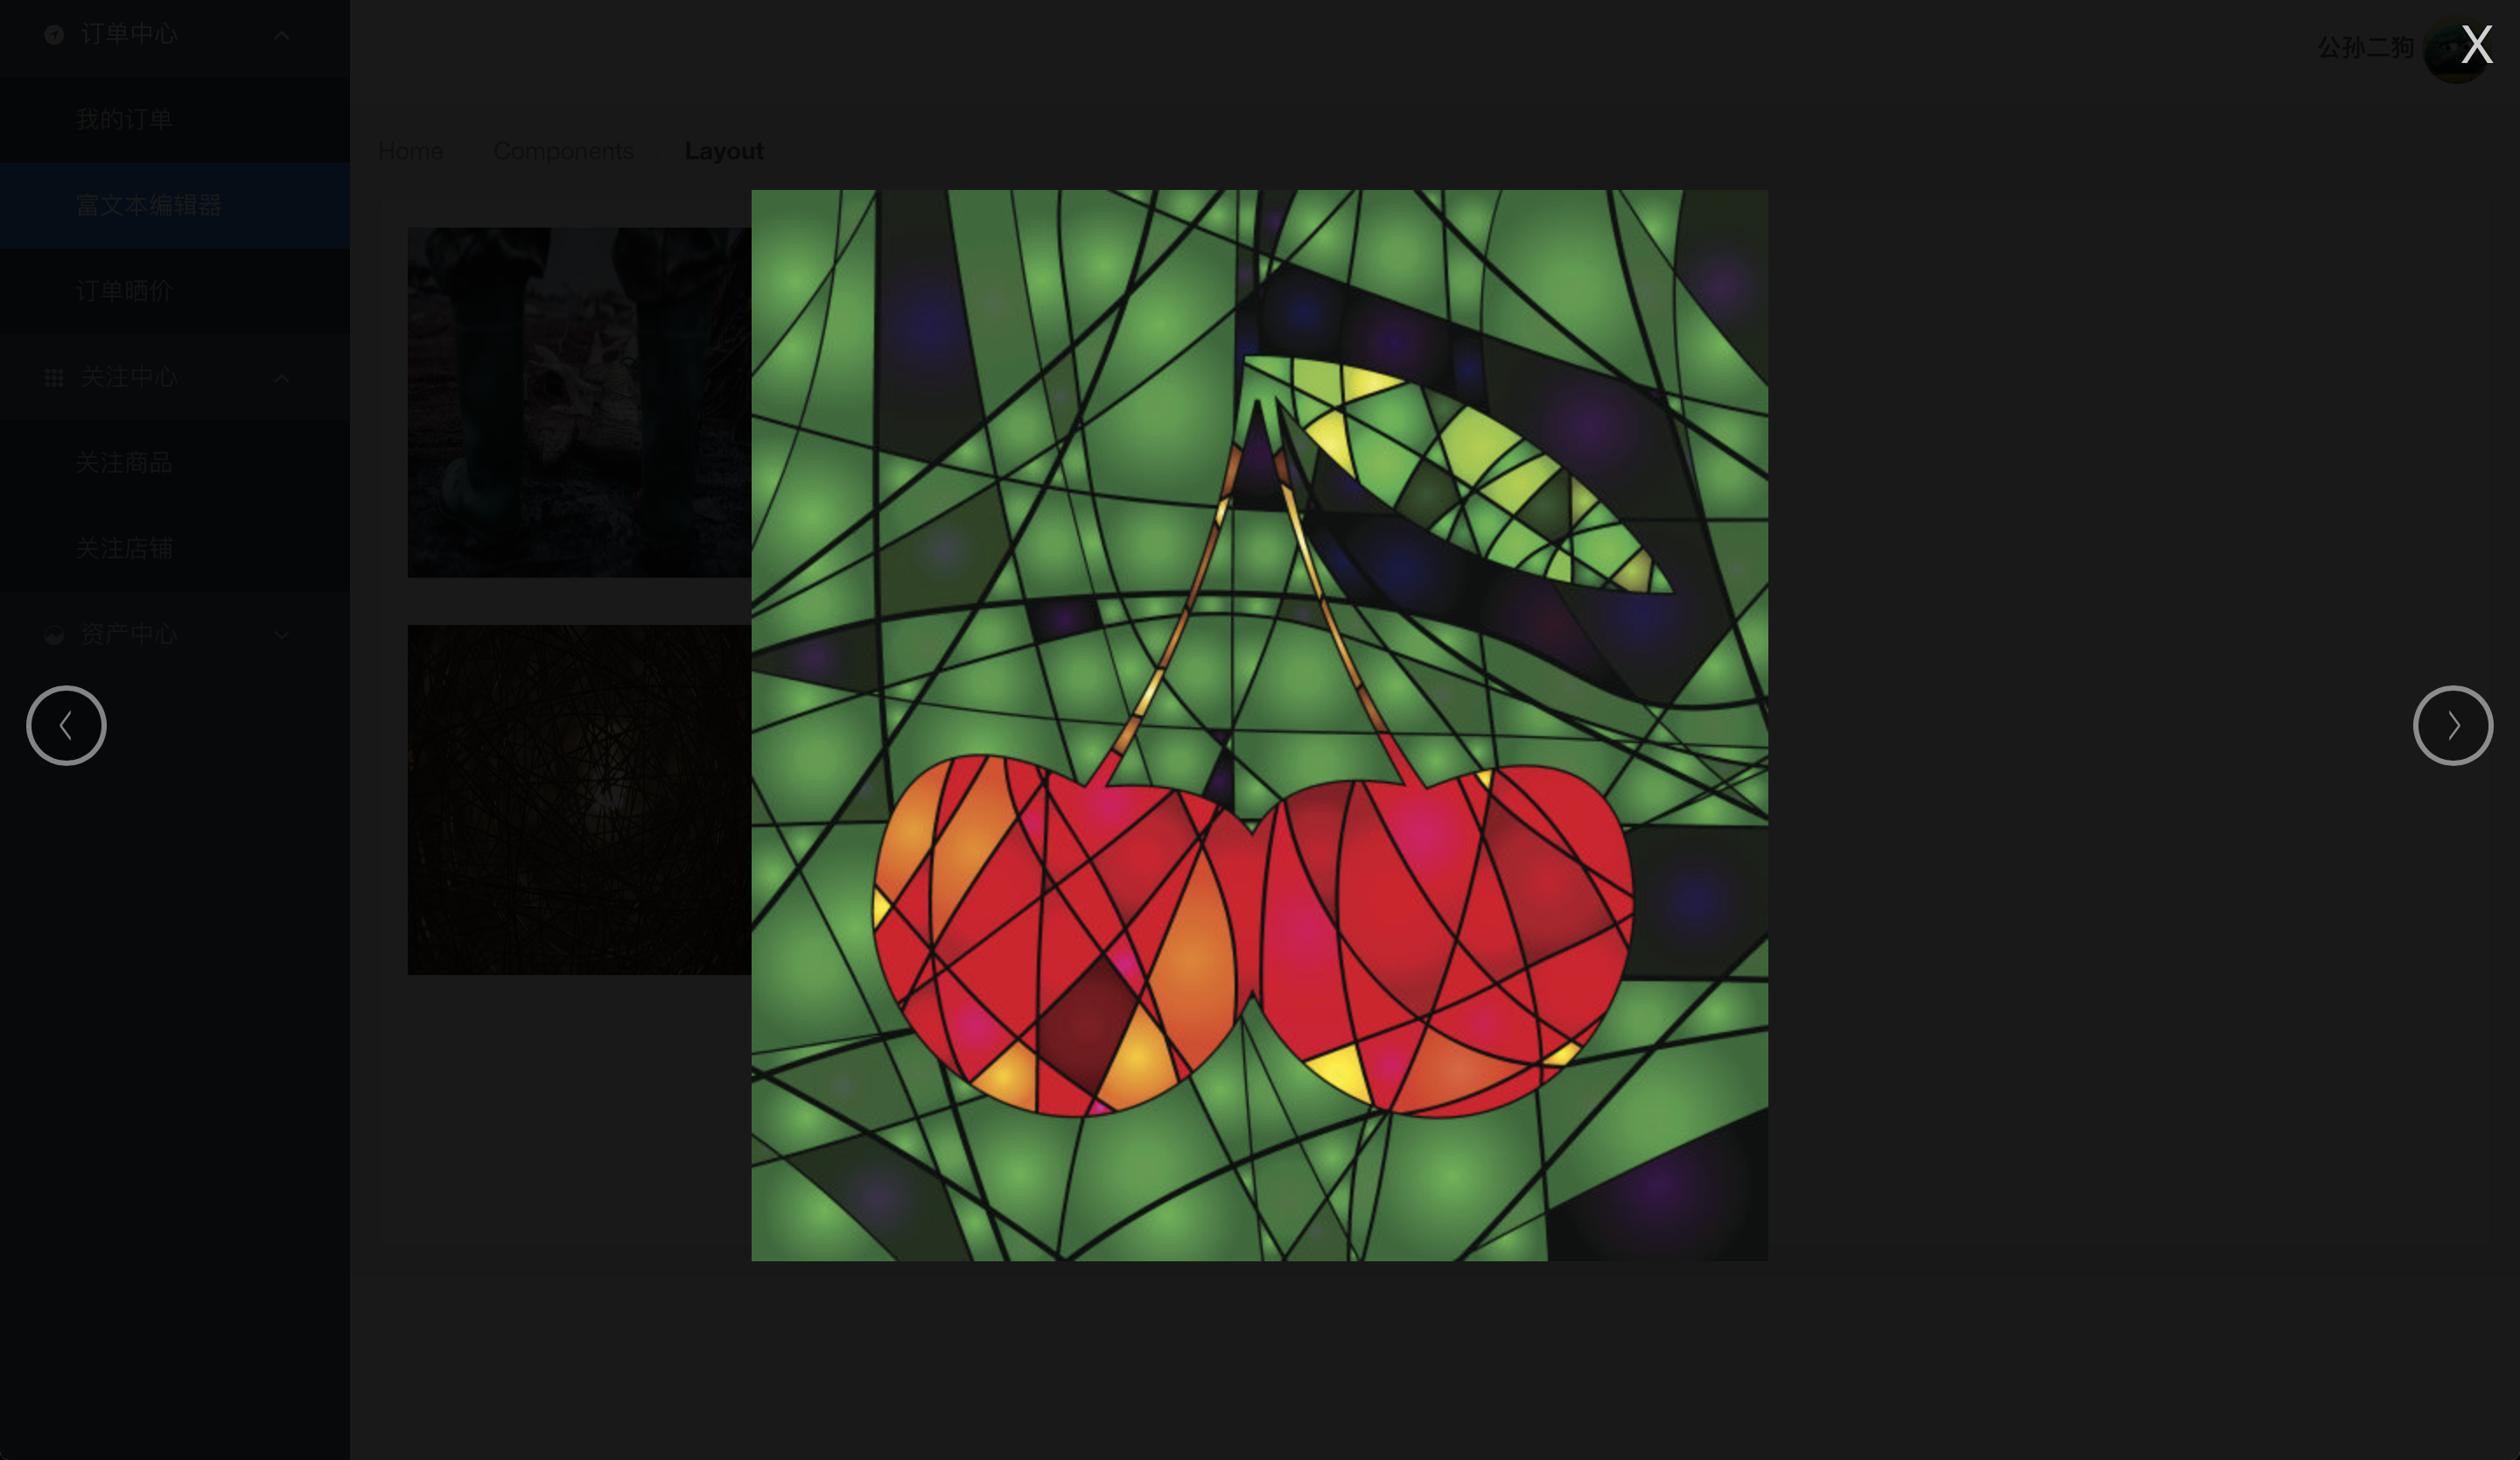 订单中心
公孙二狗
X
我的订单
Home
Components
Layout
富文本编辑器
订单晒价
关注中心
关注商品
关注店铺
资产中心